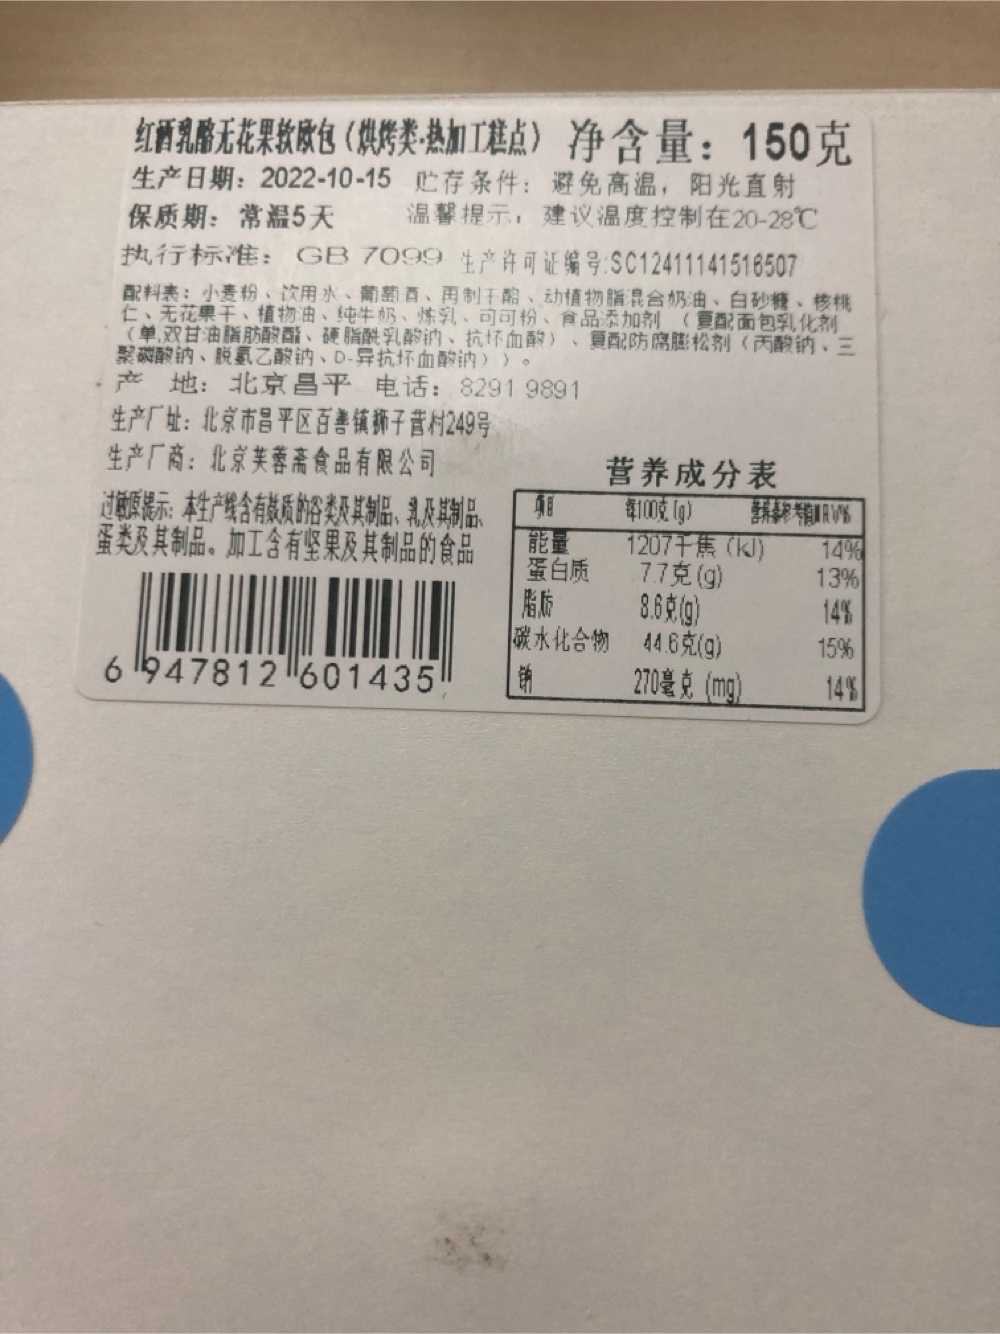 红酒乳酪无花果软欧包（烘烤类·热加工糕点） 净含量：150克
生产日期：2022-10-15 贮存条件：避免高温，阳光直射
保质期：常温5天 温馨提示，建议温度控制在20-28℃
执行标准：GB 7099 生产许可证编号:SC12411141516507
配料表：小麦粉、饮用水、葡萄酒、再制干酪、动植物脂混合奶油、白砂糖、核桃
仁、无花果干、植物油、纯牛奶、炼乳、可可粉、食品添加剂（复配面包乳化剂
（单,双甘油脂肪酸酯、硬脂酰乳酸钠、抗坏血酸）、复配防腐膨松剂（丙酸钠、三
聚磷酸钠、脱氢乙酸钠、D-异抗坏血酸钠））。
产 地：北京昌平 电话：8291 9891
生产厂址：北京市昌平区百善镇狮子营村249号
生产厂商：北京芙蓉斋食品有限公司
过敏原提示：本生产线含有麸质的谷类及其制品、乳及其制品、
蛋类及其制品。加工含有坚果及其制品的食品
6 947812 601435
营养成分表
项目 每100克(g) 营养素参考值NRV%
能量 1207千焦（kJ） 14%
蛋白质 7.7克(g) 13%
脂肪 8.6克(g) 14%
碳水化合物 44.6克(g) 15%
钠 270毫克（mg） 14%